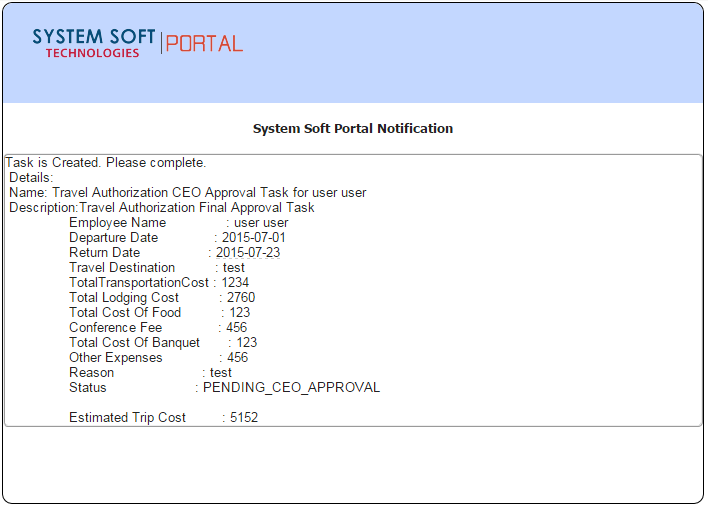 SYSTEM SOFT
TECHNOLOGIES
PORTAL
System Soft Portal Notification
Task is Created. Please complete.
Details:
Name: Travel Authorization CEO Approval Task for user user
Description:Travel Authorization Final Approval Task
Employee Name : user user
Departure Date : 2015-07-01
Return Date : 2015-07-23
Travel Destination : test
TotalTransportationCost : 1234
Total Lodging Cost : 2760
Total Cost Of Food : 123
Conference Fee : 456
Total Cost Of Banquet : 123
Other Expenses : 456
Reason : test
Status : PENDING_CEO_APPROVAL
Estimated Trip Cost : 5152